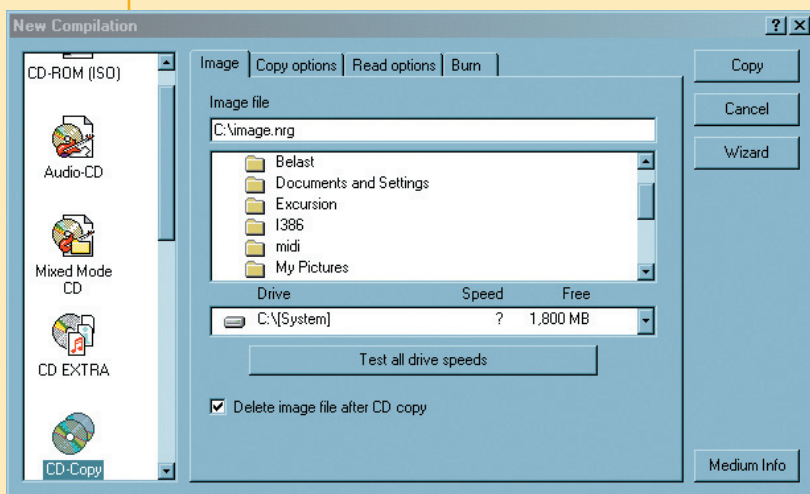 New Compilation
CD-ROM (ISO)
Audio-CD
Mixed Mode
CD
CD EXTRA
CD-Copy
Image
Copy options
Read options
Burn
Image file
C:\image.nrg
Belast
Documents and Settings
Excursion
I386
midi
My Pictures
Drive Speed Free
C:\[System] ? 1,800 MB
Test all drive speeds
Delete image file after CD copy
Copy
Cancel
Wizard
Medium Info